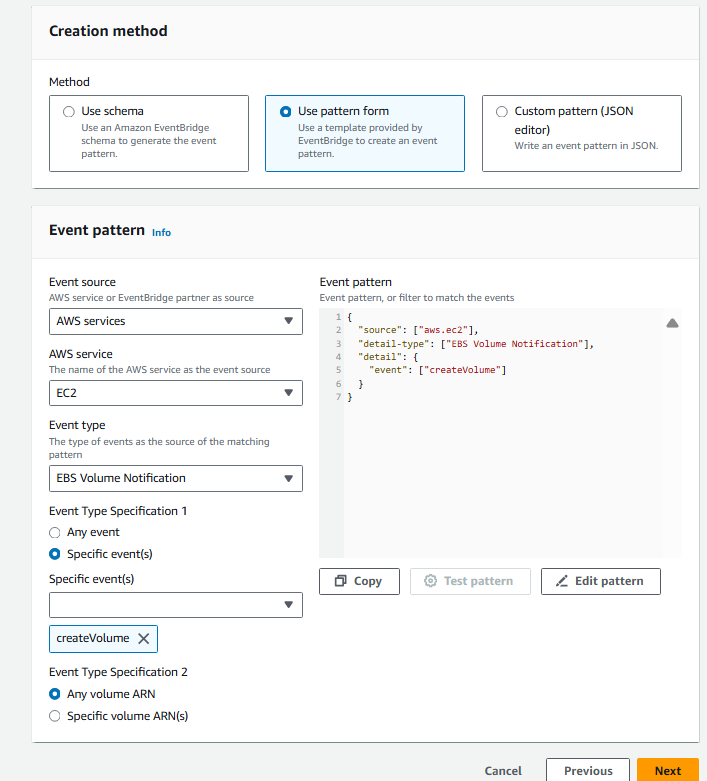 Creation method
Method
Use schema
Use an Amazon EventBridge
schema to generate the event
pattern.
Use pattern form
Use a template provided by
EventBridge to create an event
pattern.
Custom pattern (JSON
editor)
Write an event pattern in JSON.
Event pattern Info
Event source
AWS service or EventBridge partner as source
AWS services
AWS service
The name of the AWS service as the event source
EC2
Event type
The type of events as the source of the matching
pattern
EBS Volume Notification
Event Type Specification 1
Any event
Specific event(s)
Specific event(s)
createVolume
Event Type Specification 2
Any volume ARN
Specific volume ARN(s)
Event pattern
Event pattern, or filter to match the events
1 {
2   "source": ["aws.ec2"],
3   "detail-type": ["EBS Volume Notification"],
4   "detail": {
5     "event": ["createVolume"]
6   }
7 }
Copy
Test pattern
Edit pattern
Cancel
Previous
Next